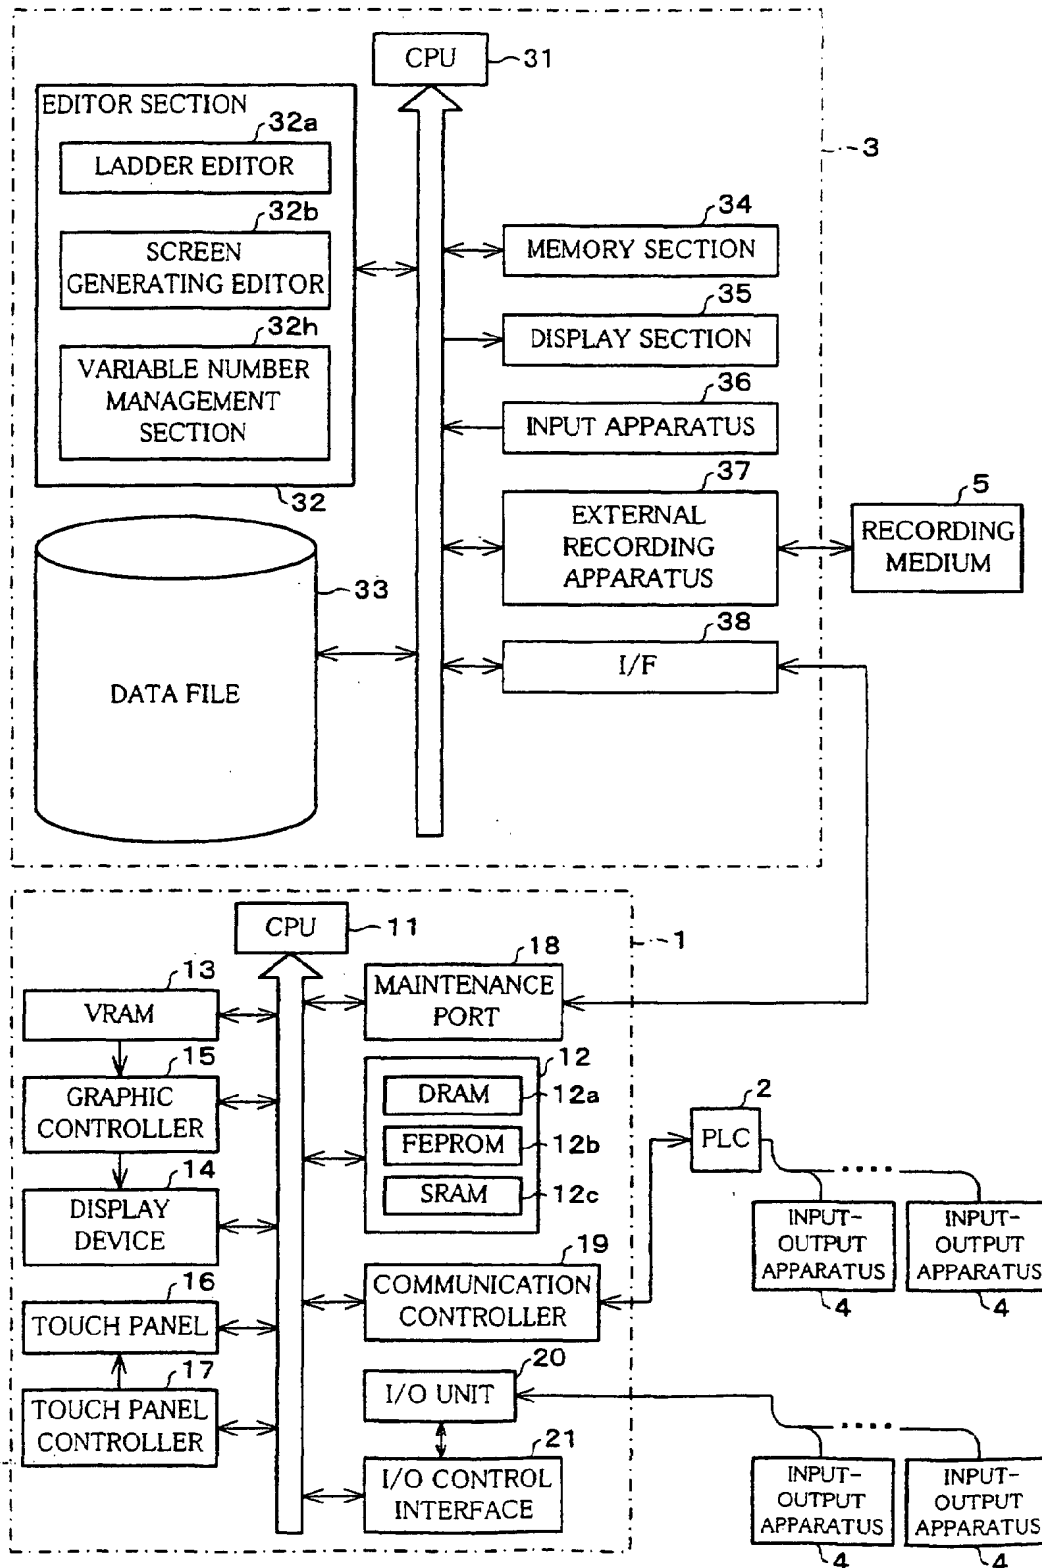 CPU
31
EDITOR SECTION
32a
LADDER EDITOR
3
32b
SCREEN
GENERATING EDITOR
34
MEMORY SECTION
32h
VARIABLE NUMBER
MANAGEMENT
SECTION
35
DISPLAY SECTION
36
INPUT APPARATUS
32
37
EXTERNAL
RECORDING
APPARATUS
5
RECORDING
MEDIUM
33
DATA FILE
38
I/F
CPU
11
1
13
VRAM
18
MAINTENANCE
PORT
15
GRAPHIC
CONTROLLER
12
DRAM
12a
FEPROM
12b
SRAM
12c
2
PLC
14
DISPLAY
DEVICE
INPUT-
OUTPUT
APPARATUS
4
INPUT-
OUTPUT
APPARATUS
4
19
COMMUNICATION
CONTROLLER
16
TOUCH PANEL
17
TOUCH PANEL
CONTROLLER
20
I/O UNIT
21
I/O CONTROL
INTERFACE
INPUT-
OUTPUT
APPARATUS
4
INPUT-
OUTPUT
APPARATUS
4